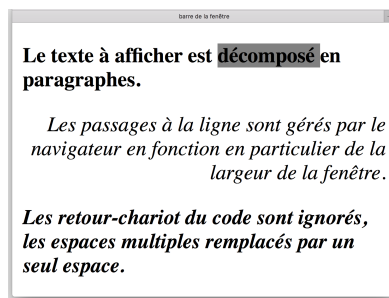 barre de la fenêtre
Le texte à afficher est décomposé en
paragraphes.
Les passages à la ligne sont gérés par le
navigateur en fonction en particulier de la
largeur de la fenêtre.
Les retour-chariot du code sont ignorés,
les espaces multiples remplacés par un
seul espace.